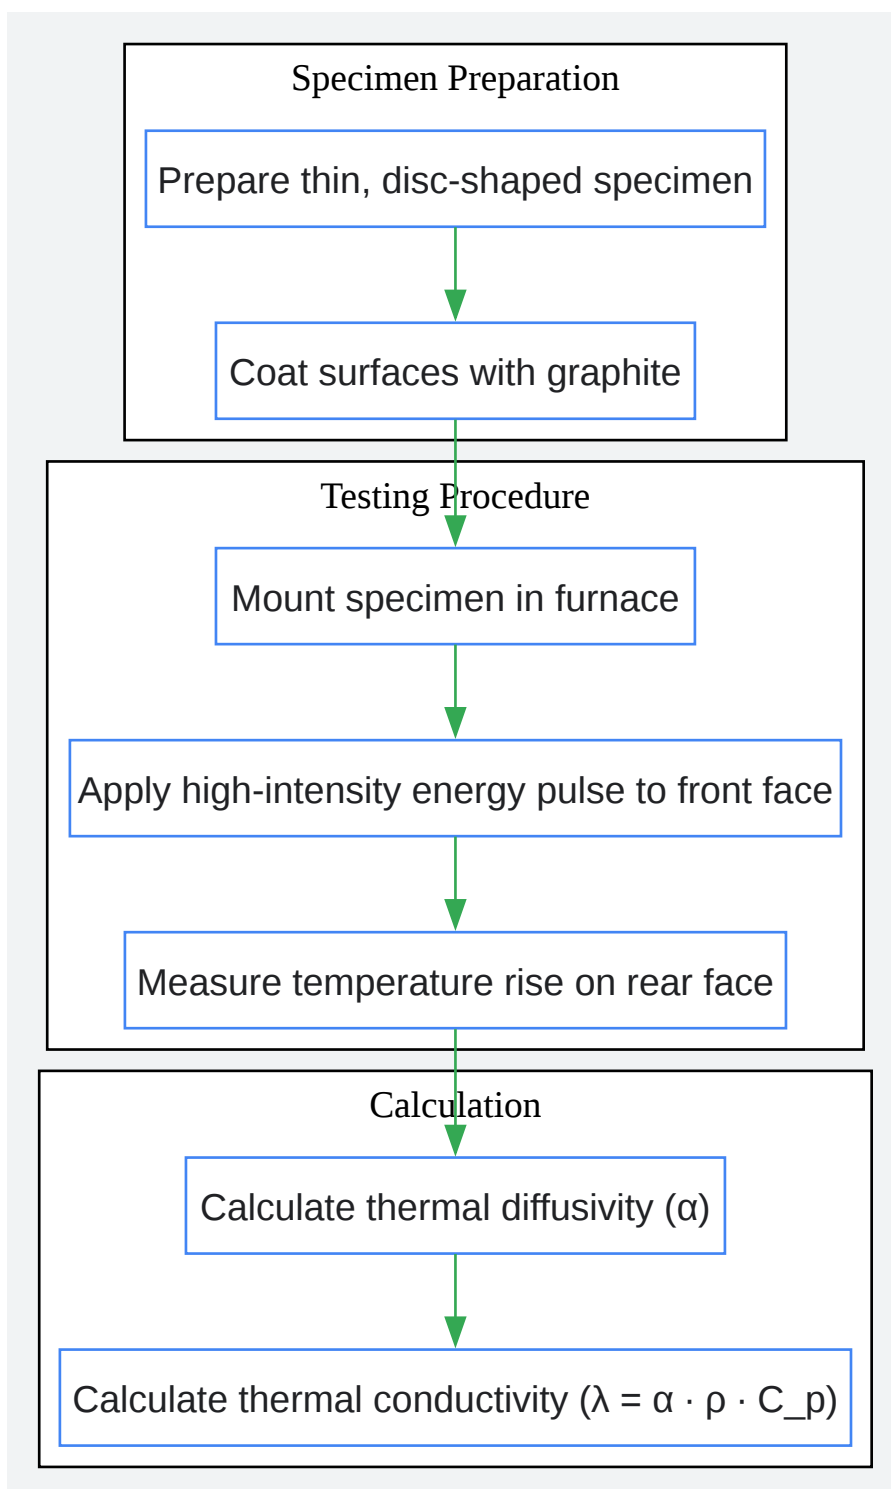 Specimen Preparation
Prepare thin, disc-shaped specimen
Coat surfaces with graphite
Testing Procedure
Mount specimen in furnace
Apply high-intensity energy pulse to front face
Measure temperature rise on rear face
Calculation
Calculate thermal diffusivity (α)
Calculate thermal conductivity (λ = α · ρ · C_p)